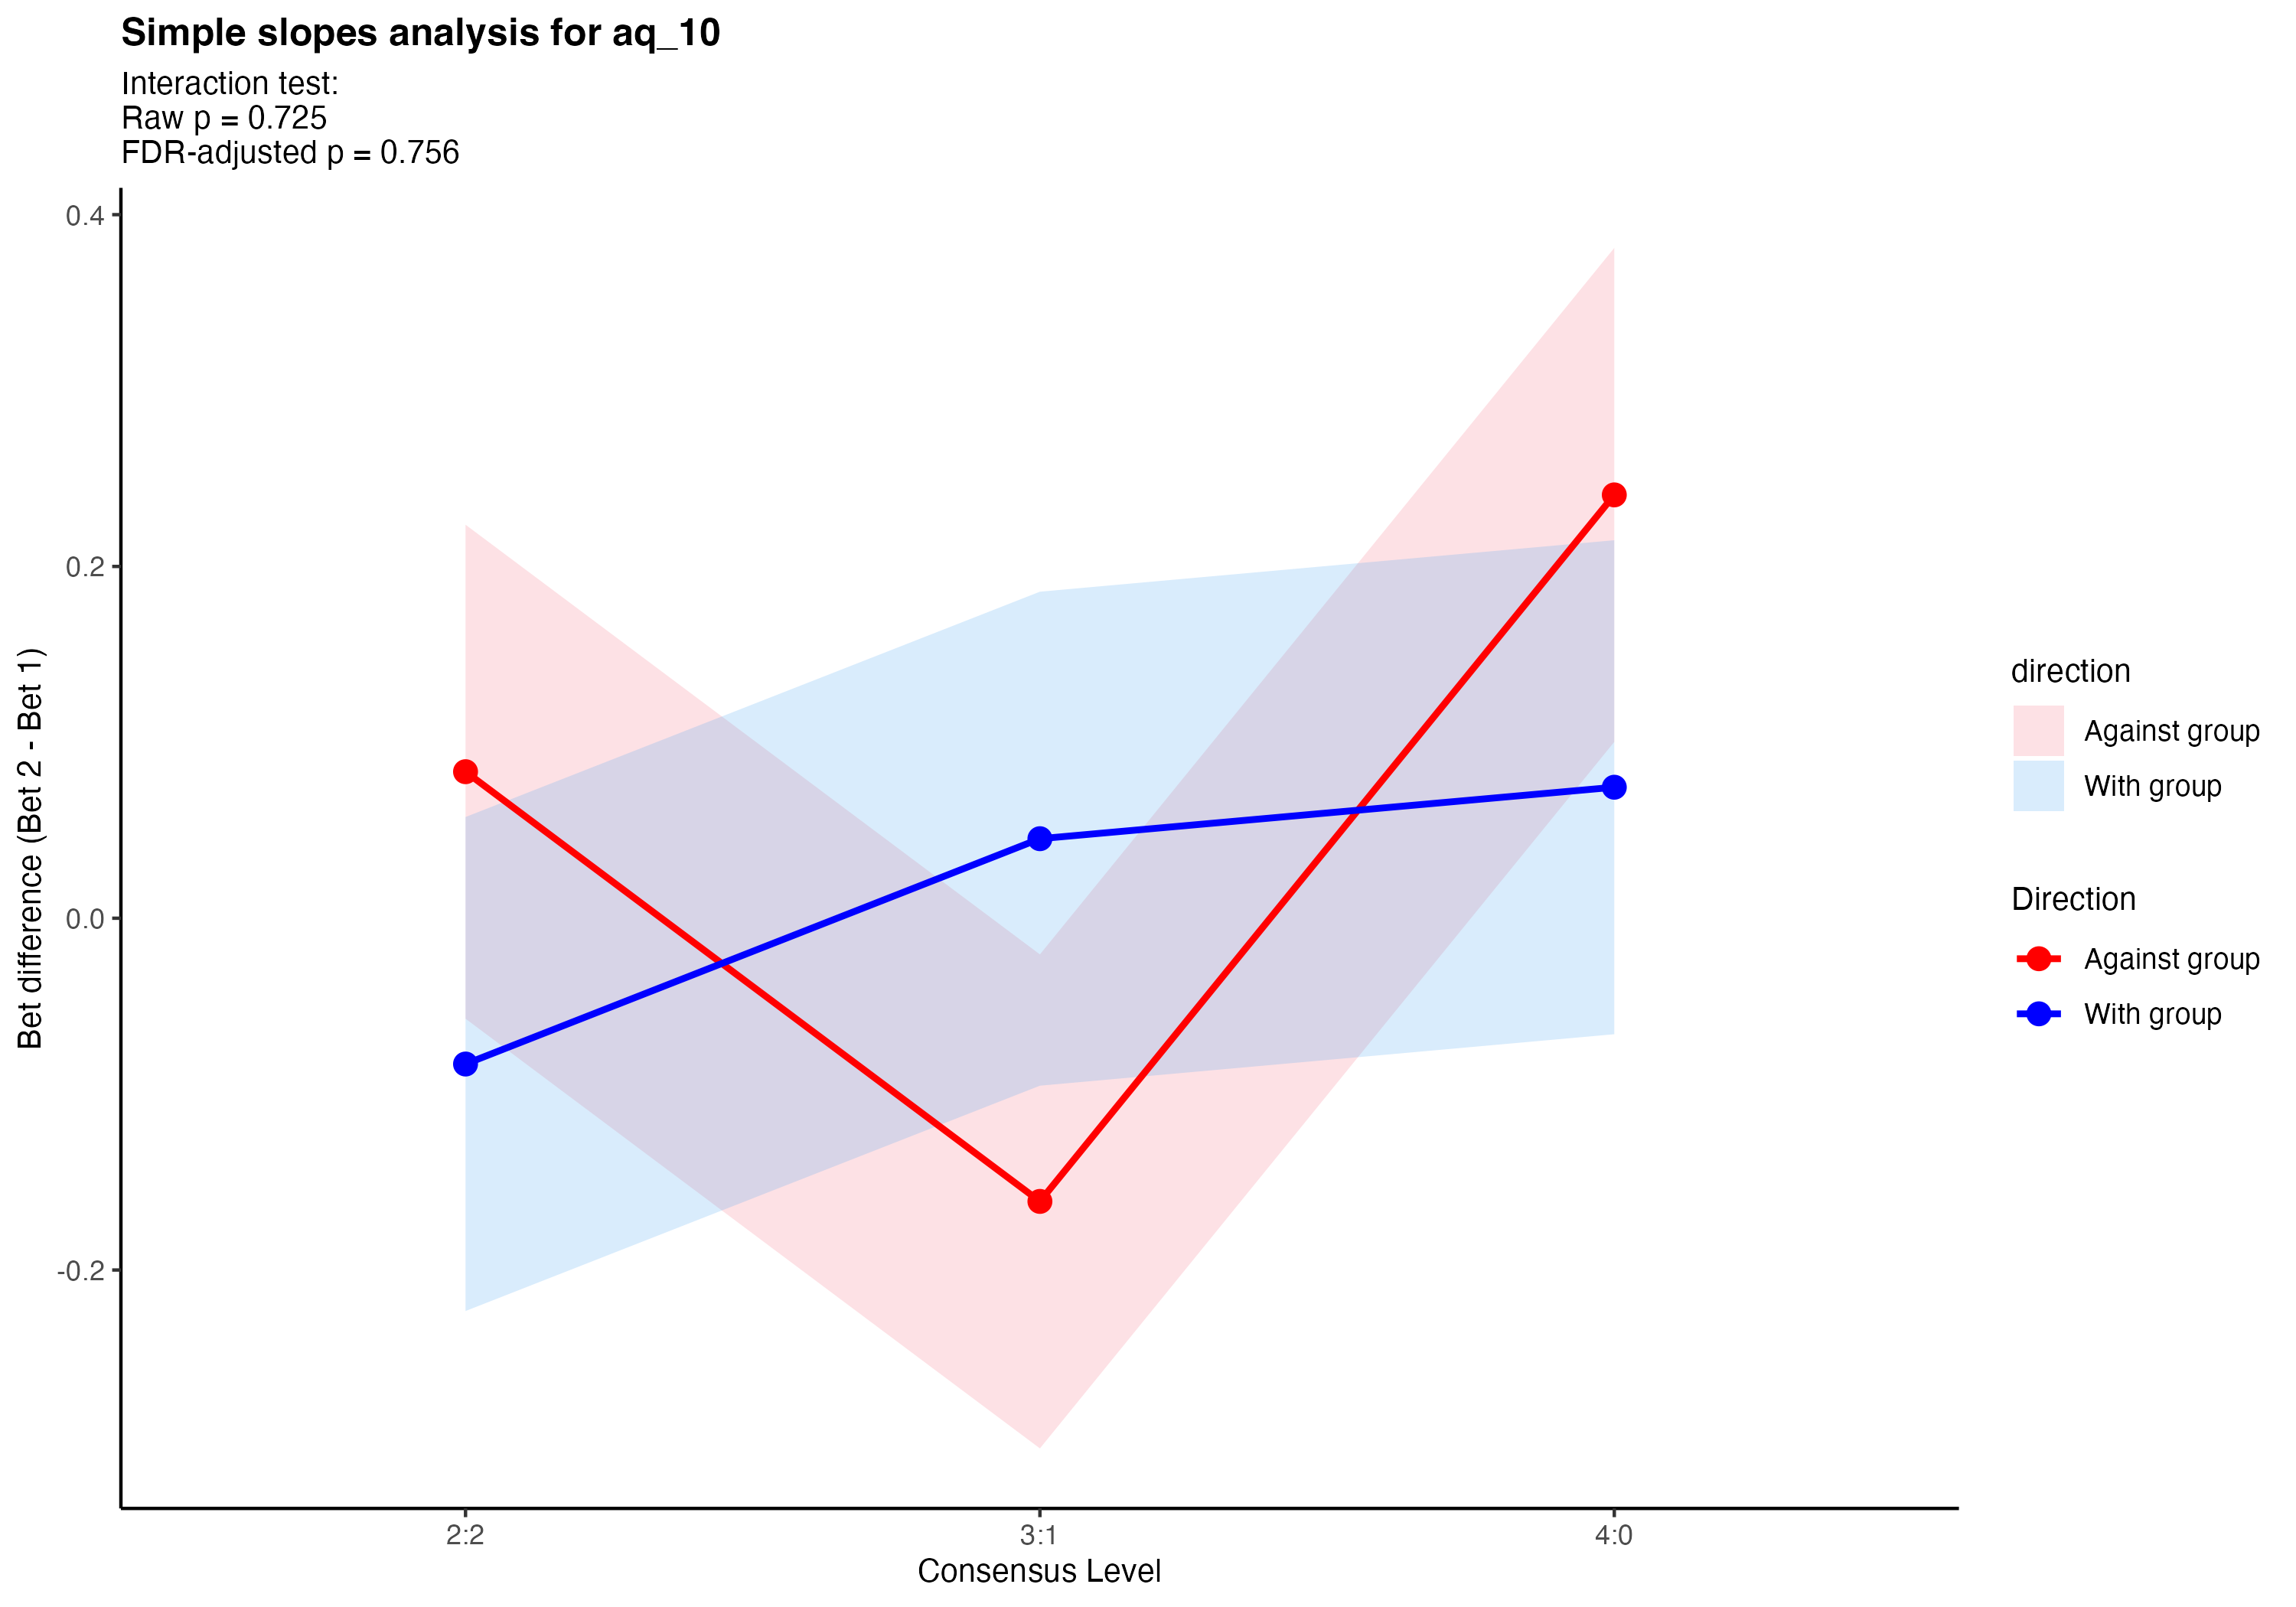 Simple slopes analysis for aq_10
Interaction test:
Raw p = 0.725
FDR-adjusted p = 0.756
0.4
0.2
0.0
-0.2
Bet difference (Bet 2 - Bet 1)
2:2
3:1
4:0
Consensus Level
direction
Against group
With group
Direction
Against group
With group